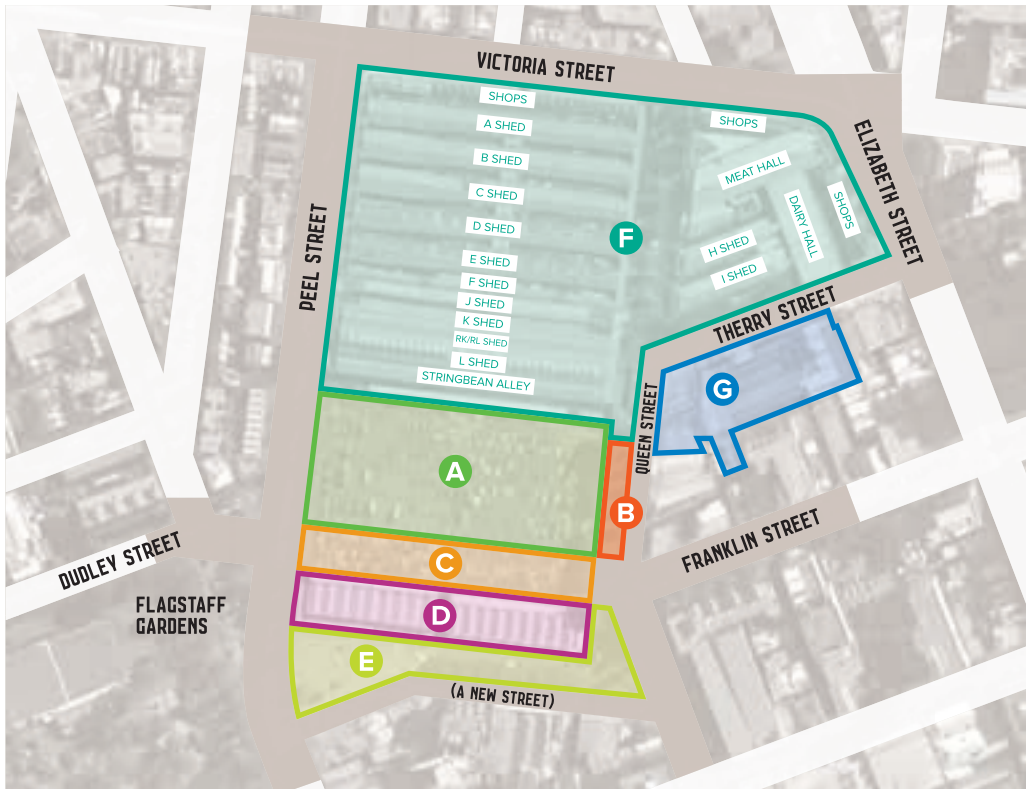 VICTORIA STREET
SHOPS
A SHED
SHOPS
B SHED
MEAT HALL
C SHED
DAIRY HALL
SHOPS
ELIZABETH STREET
D SHED
F
H SHED
PEEL STREET
E SHED
I SHED
F SHED
J SHED
K SHED
THERRY STREET
RK/RL SHED
L SHED
STRINGBEAN ALLEY
G
QUEEN STREET
A
B
FRANKLIN STREET
DUDLEY STREET
C
FLAGSTAFF
GARDENS
D
E
(A NEW STREET)